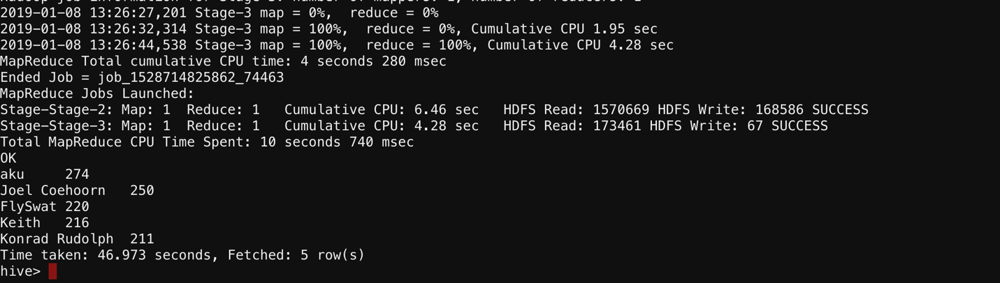 2019-01-08 13:26:27,201 Stage-3 map = 0%,  reduce = 0%
2019-01-08 13:26:32,314 Stage-3 map = 100%,  reduce = 0%, Cumulative CPU 1.95 sec
2019-01-08 13:26:44,538 Stage-3 map = 100%,  reduce = 100%, Cumulative CPU 4.28 sec
MapReduce Total cumulative CPU time: 4 seconds 280 msec
Ended Job = job_1528714825862_74463
MapReduce Jobs Launched:
Stage-Stage-2: Map: 1  Reduce: 1   Cumulative CPU: 6.46 sec   HDFS Read: 1570669 HDFS Write: 168586 SUCCESS
Stage-Stage-3: Map: 1  Reduce: 1   Cumulative CPU: 4.28 sec   HDFS Read: 173461 HDFS Write: 67 SUCCESS
Total MapReduce CPU Time Spent: 10 seconds 740 msec
OK
aku     274
Joel Coehoorn   250
FlySwat 220
Keith   216
Konrad Rudolph  211
Time taken: 46.973 seconds, Fetched: 5 row(s)
hive>